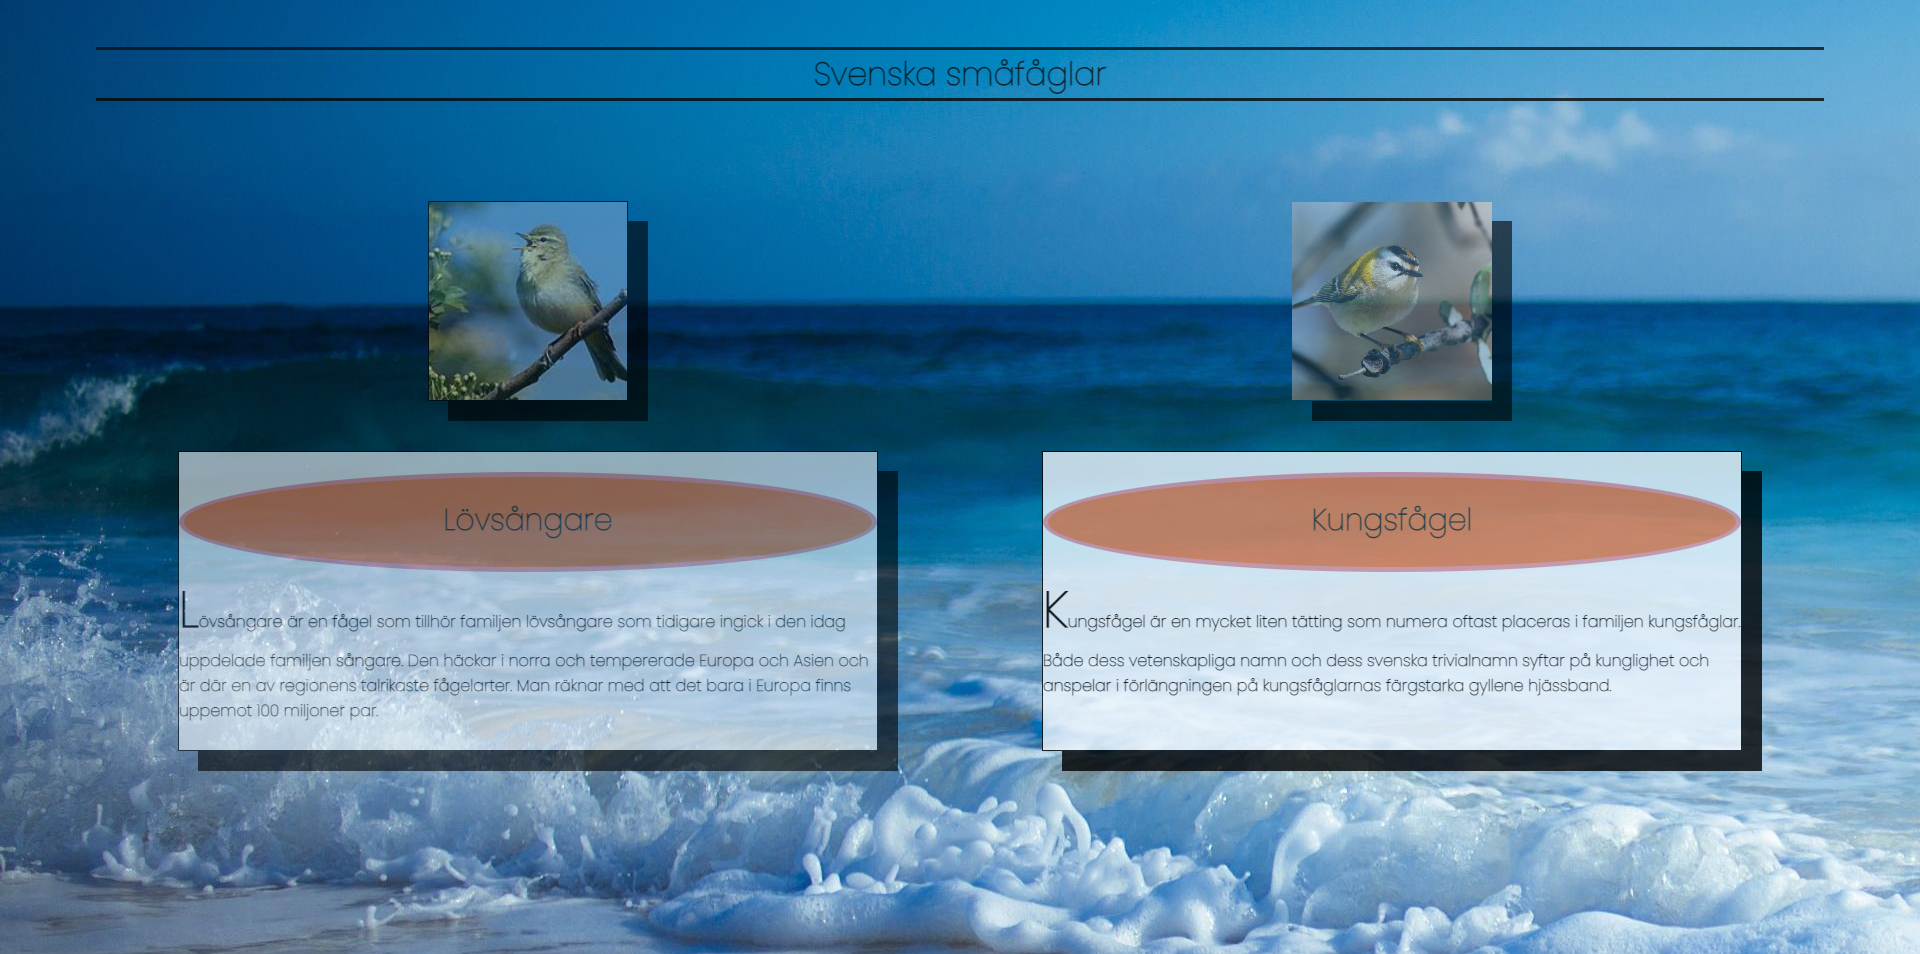 Svenska småfåglar
Lövsångare
Lövsångare är en fågel som tillhör familjen lövsångare som tidigare ingick i den idag
uppdelade familjen sångare. Den häckar i norra och tempererade Europa och Asien och
är där en av regionens talrikaste fågelarter. Man räknar med att det bara i Europa finns
uppemot 100 miljoner par.
Kungsfågel
Kungsfågel är en mycket liten tätting som numera oftast placeras i familjen kungsfåglar.
Både dess vetenskapliga namn och dess svenska trivialnamn syftar på kunglighet och
anspelar i förlängningen på kungsfåglarnas färgstarka gyllene hjässband.